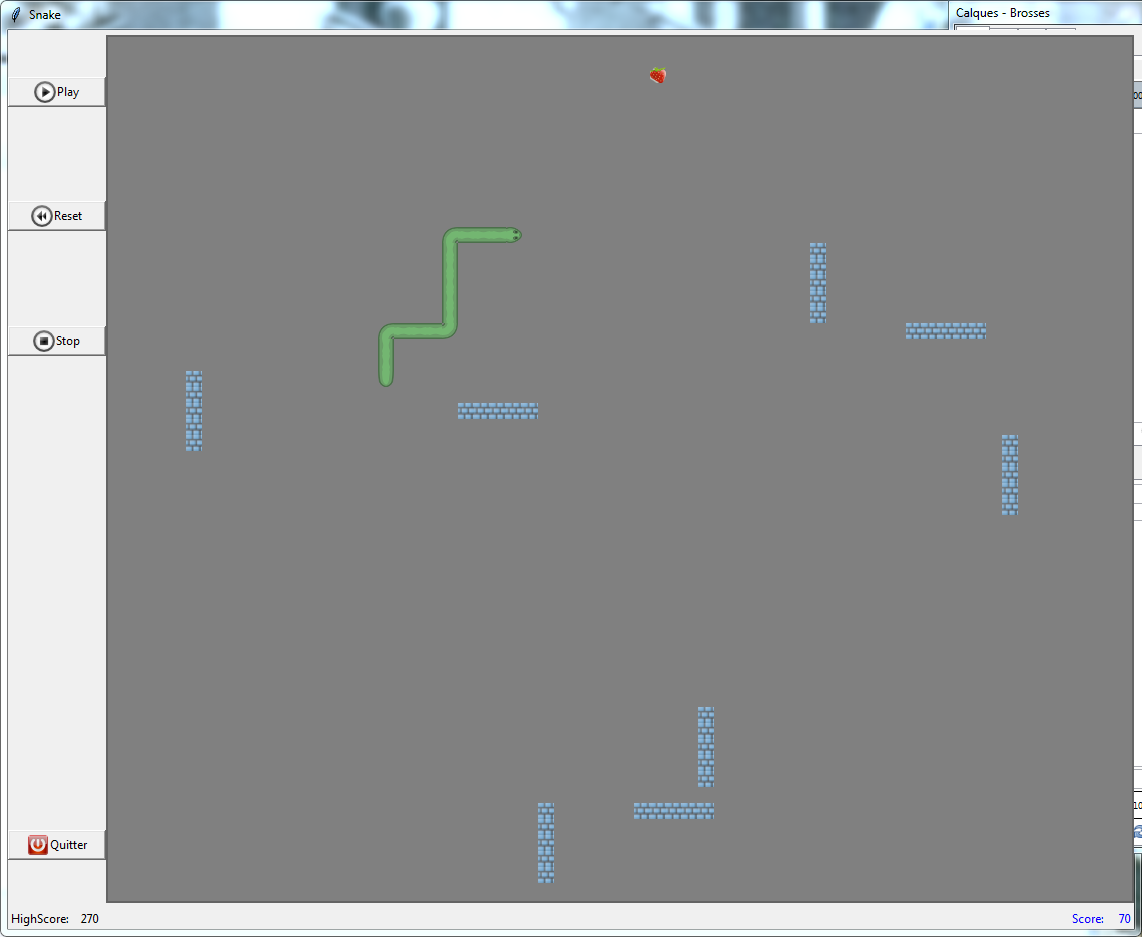 Snake
Calques - Brosses
Play
Reset
Stop
Quitter
HighScore: 270
Score: 70